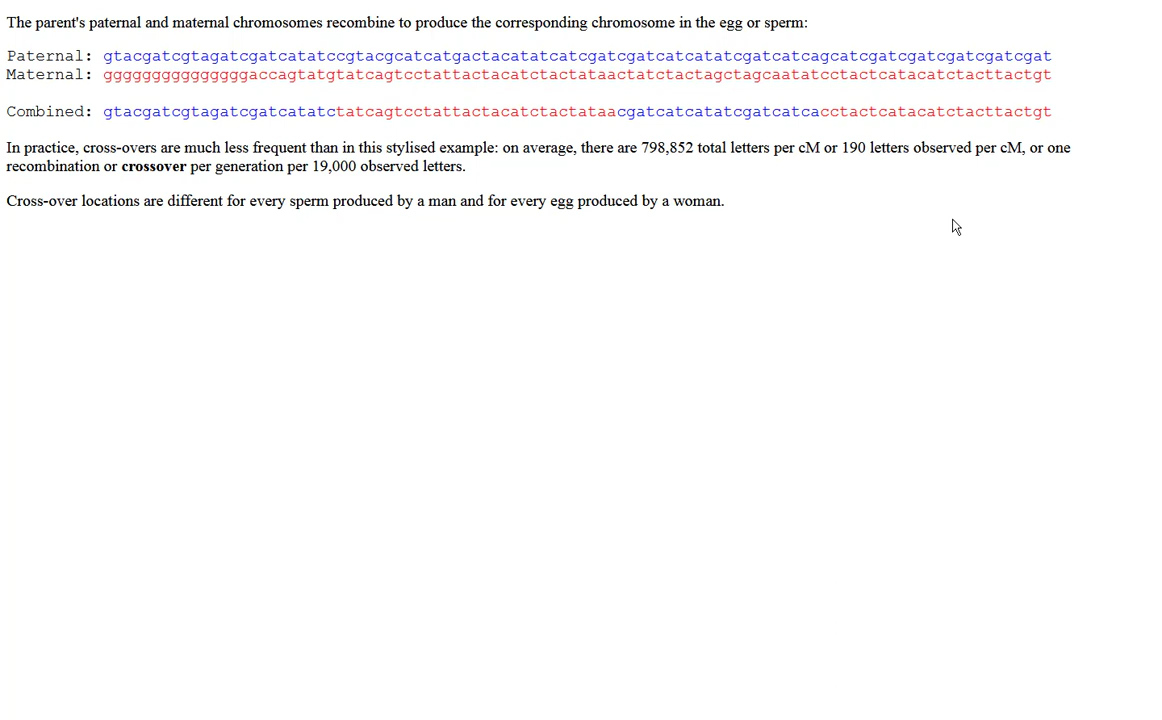 The parent's paternal and maternal chromosomes recombine to produce the corresponding chromosome in the egg or sperm:
Paternal: gtacgatcgtagatcgatcatatccgtacgcatcatgactacatatcatcgatcgatcatcatatcgatcatcagcatcgatcgatcgatcgatcgat
Maternal: gggggggggggggggaccagtatgtatcagtcctattactacatctactataactatctactagctagcaatatcctactcatacatctacttactgt
Combined: gtacgatcgtagatcgatcatatctatcagtcctattactacatctactataacgatcatcatatcgatcatcacctactcatacatctacttactgt
In practice, cross-overs are much less frequent than in this stylised example: on average, there are 798,852 total letters per cM or 190 letters observed per cM, or one
recombination or crossover per generation per 19,000 observed letters.
Cross-over locations are different for every sperm produced by a man and for every egg produced by a woman.